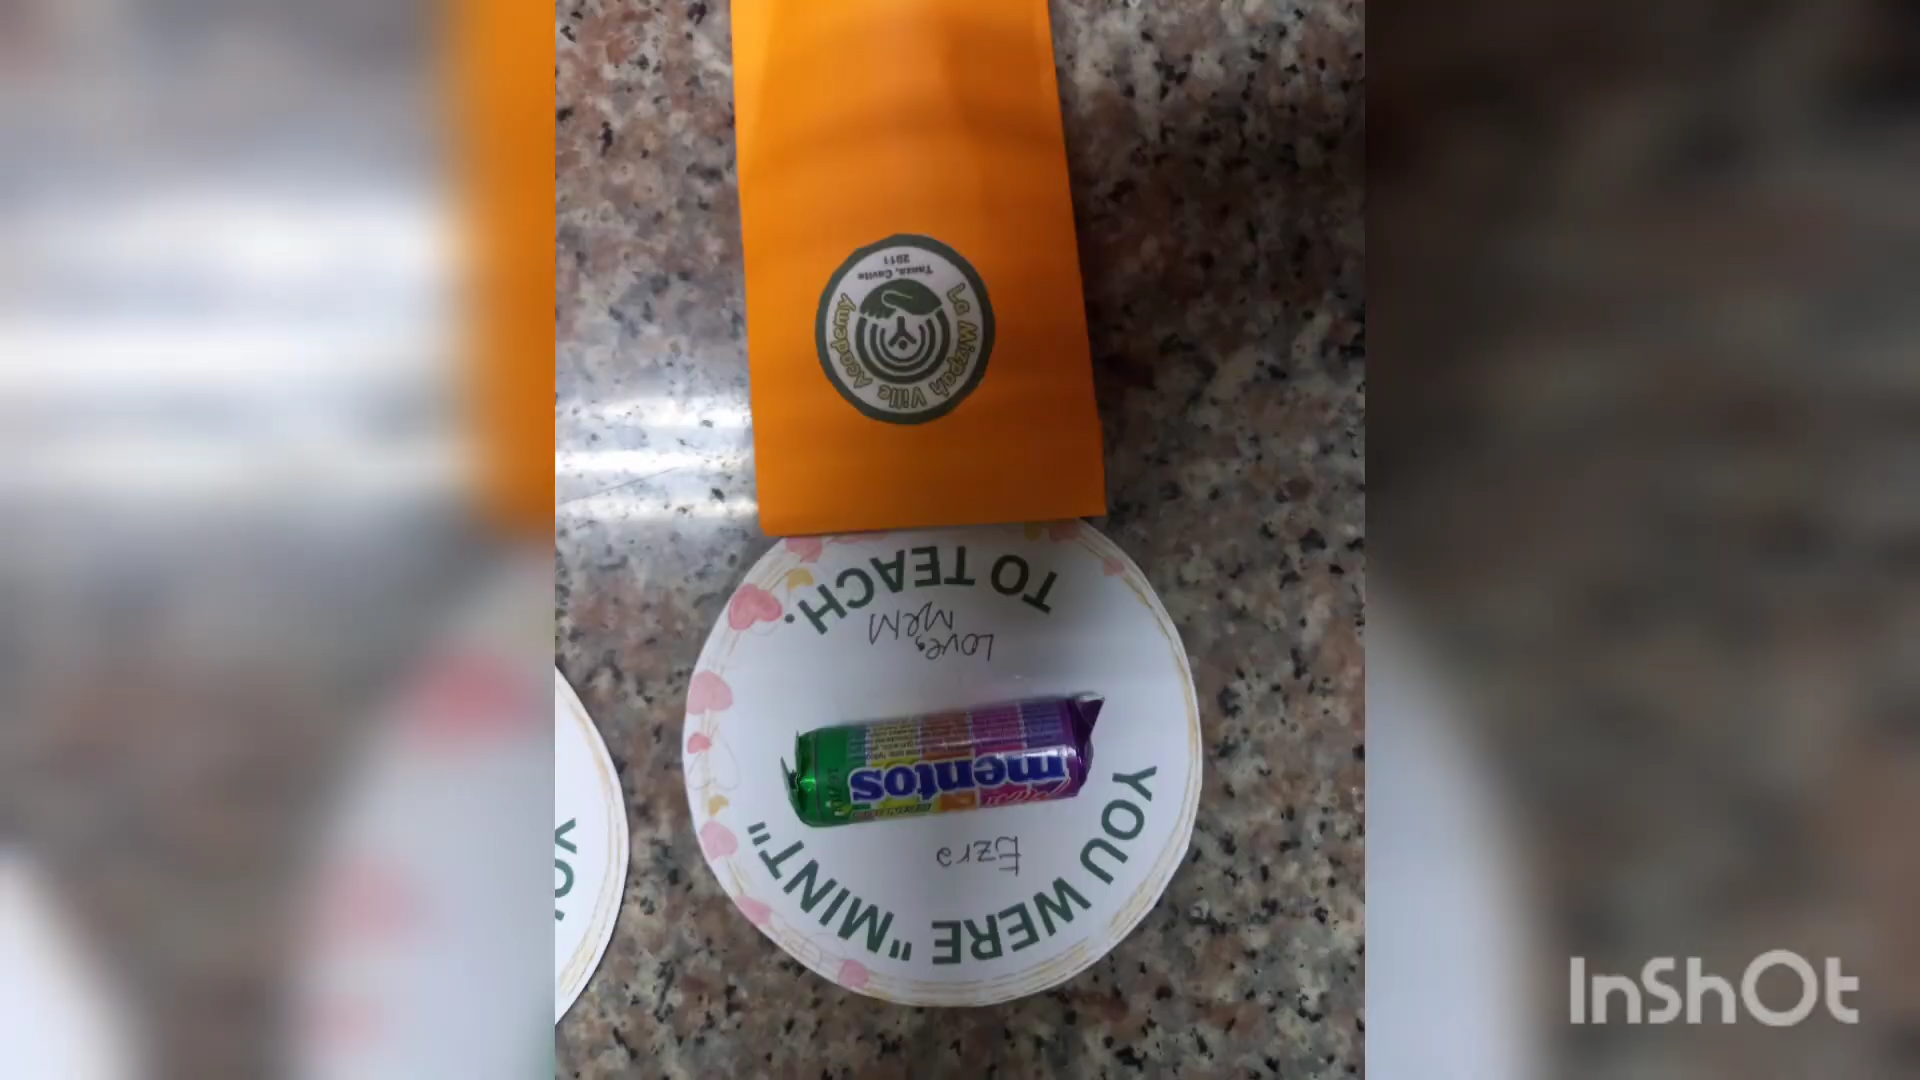 YOU WERE "MINT"
Ezra
mentos
Love,
MRM
TO TEACH.
La Mizpah Ville Academy
Tanza, Cavite
2011
InShOt